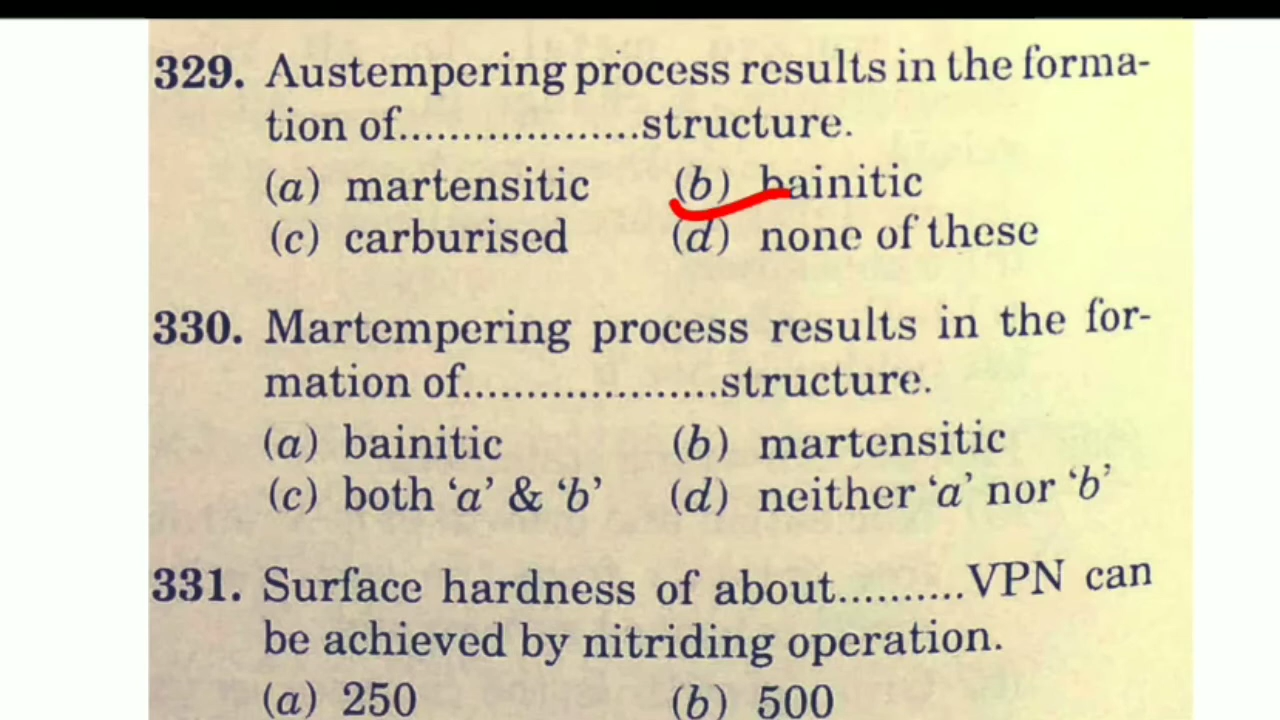 329. Austempering process results in the forma-
tion of...................structure.
(a) martensitic (b) bainitic
(c) carburised (d) none of these
330. Martempering process results in the for-
mation of....................structure.
(a) bainitic (b) martensitic
(c) both ‘a’ & ‘b’ (d) neither ‘a’ nor ‘b’
331. Surface hardness of about..........VPN can
be achieved by nitriding operation.
(a) 250 (b) 500